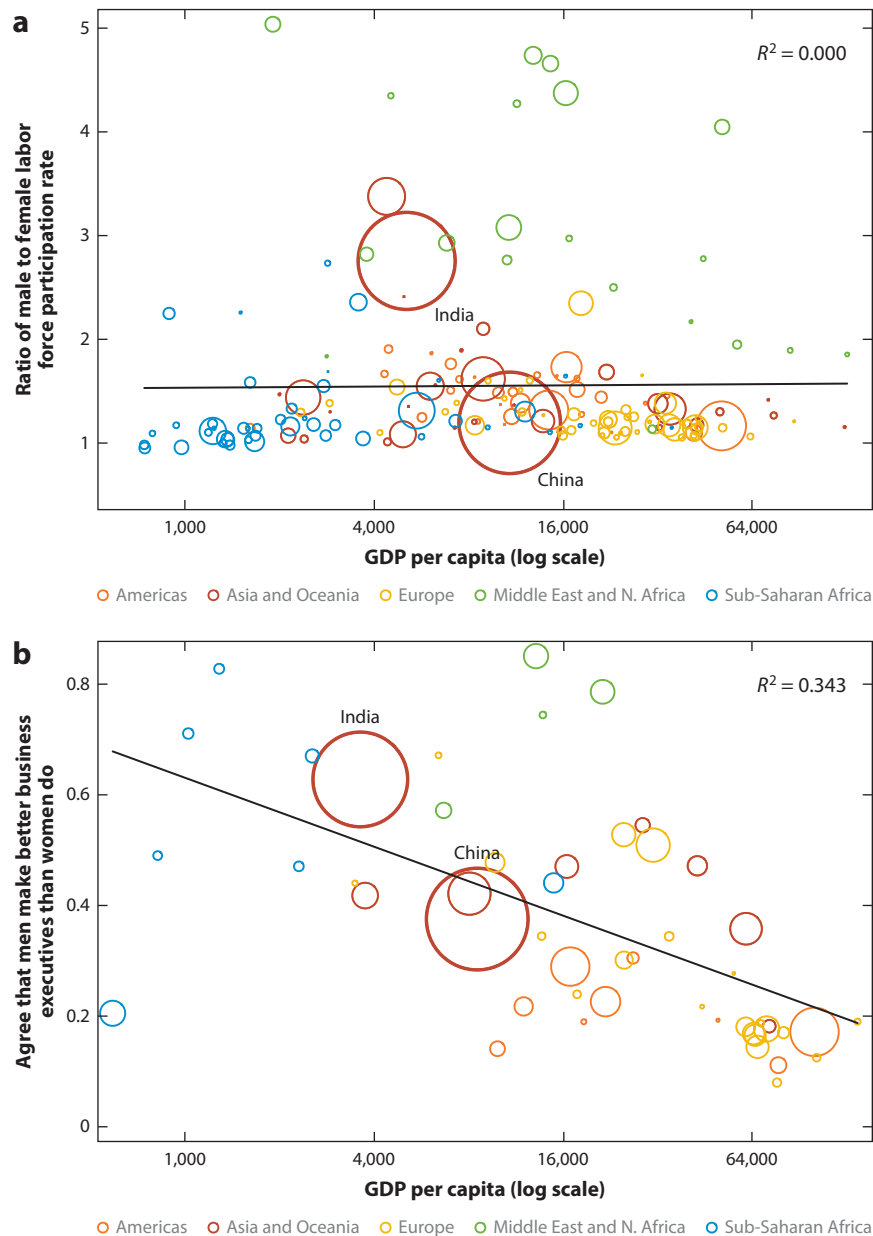 a
5
4
3
2
1
R² = 0.000
India
China
Ratio of male to female labor
force participation rate
1,000
4,000
16,000
64,000
GDP per capita (log scale)
Americas
Asia and Oceania
Europe
Middle East and N. Africa
Sub-Saharan Africa
b
0.8
0.6
0.4
0.2
0
R² = 0.343
India
China
Agree that men make better business
executives than women do
1,000
4,000
16,000
64,000
GDP per capita (log scale)
Americas
Asia and Oceania
Europe
Middle East and N. Africa
Sub-Saharan Africa